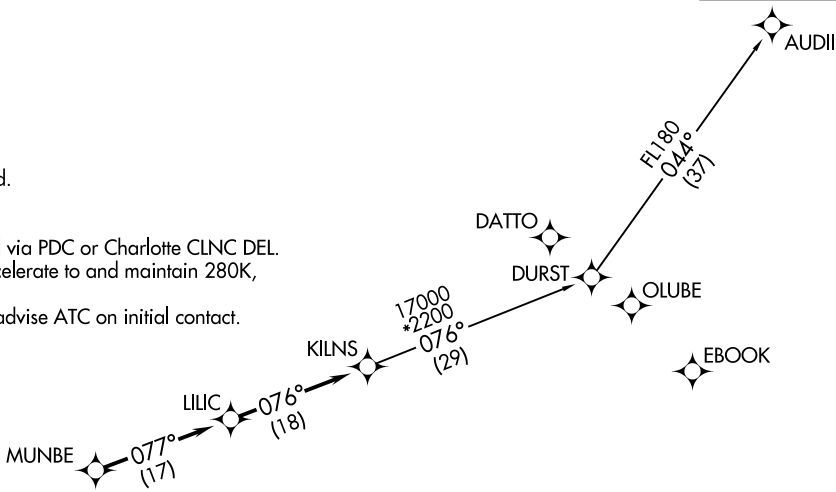 AUDII
FL180
044°
(37)
d.
via PDC or Charlotte CLNC DEL.
celerate to and maintain 280K,
advise ATC on initial contact.
DATTO
DURST
OLUBE
17000
*2200
076°
(29)
KILNS
EBOOK
LILIC
076°
(18)
MUNBE
077°
(17)